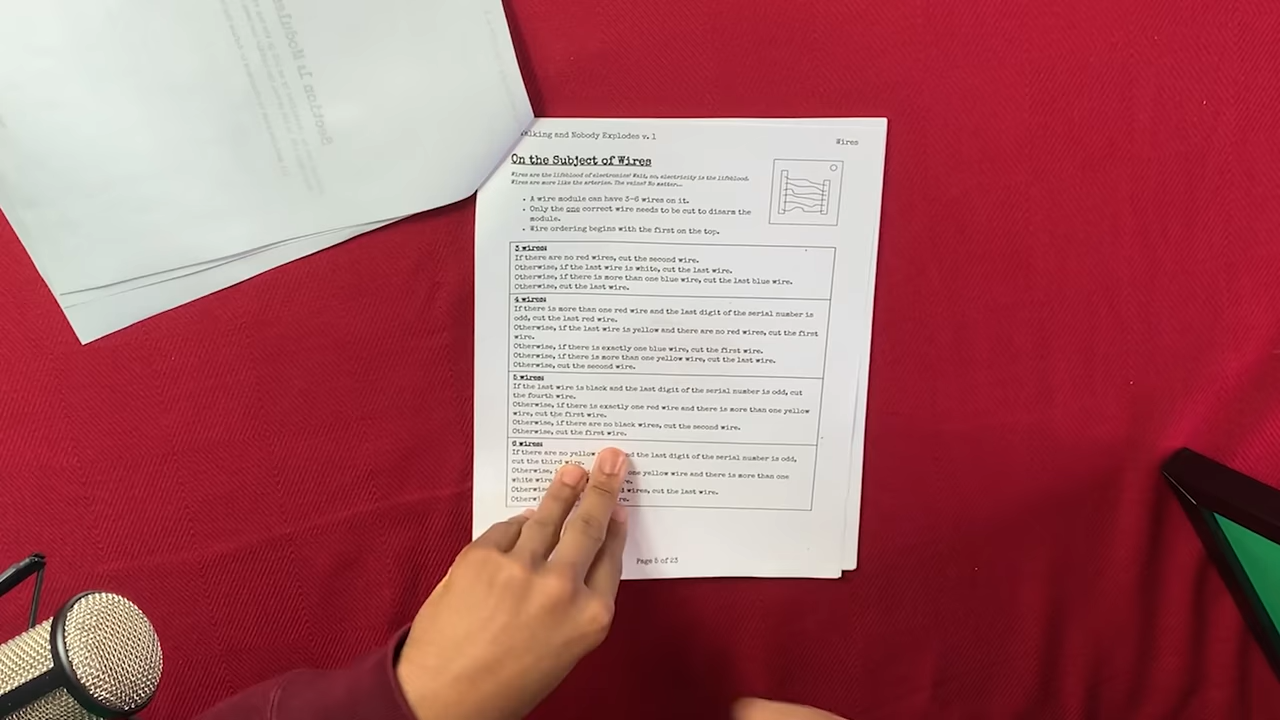 alking and Nobody Explodes v. 1
Wires
On the Subject of Wires
Wires are the lifeblood of electronics! Wait, no, electricity is the lifeblood.
Wires are more like the arteries. The veins? No matter...
• A wire module can have 3-6 wires on it.
• Only the one correct wire needs to be cut to disarm the
module.
• Wire ordering begins with the first on the top.
3 wires:
If there are no red wires, cut the second wire.
Otherwise, if the last wire is white, cut the last wire.
Otherwise, if there is more than one blue wire, cut the last blue wire.
Otherwise, cut the last wire.
4 wires:
If there is more than one red wire and the last digit of the serial number is
odd, cut the last red wire.
Otherwise, if the last wire is yellow and there are no red wires, cut the first
wire.
Otherwise, if there is exactly one blue wire, cut the first wire.
Otherwise, if there is more than one yellow wire, cut the last wire.
Otherwise, cut the second wire.
5 wires:
If the last wire is black and the last digit of the serial number is odd, cut
the fourth wire.
Otherwise, if there is exactly one red wire and there is more than one yellow
wire, cut the first wire.
Otherwise, if there are no black wires, cut the second wire.
Otherwise, cut the first wire.
6 wires:
If there are no yellow and the last digit of the serial number is odd,
cut the third wire.
Otherwise, one yellow wire and there is more than one
white
wires, cut the last wire.
Page 5 of 23
Section 1: Modules